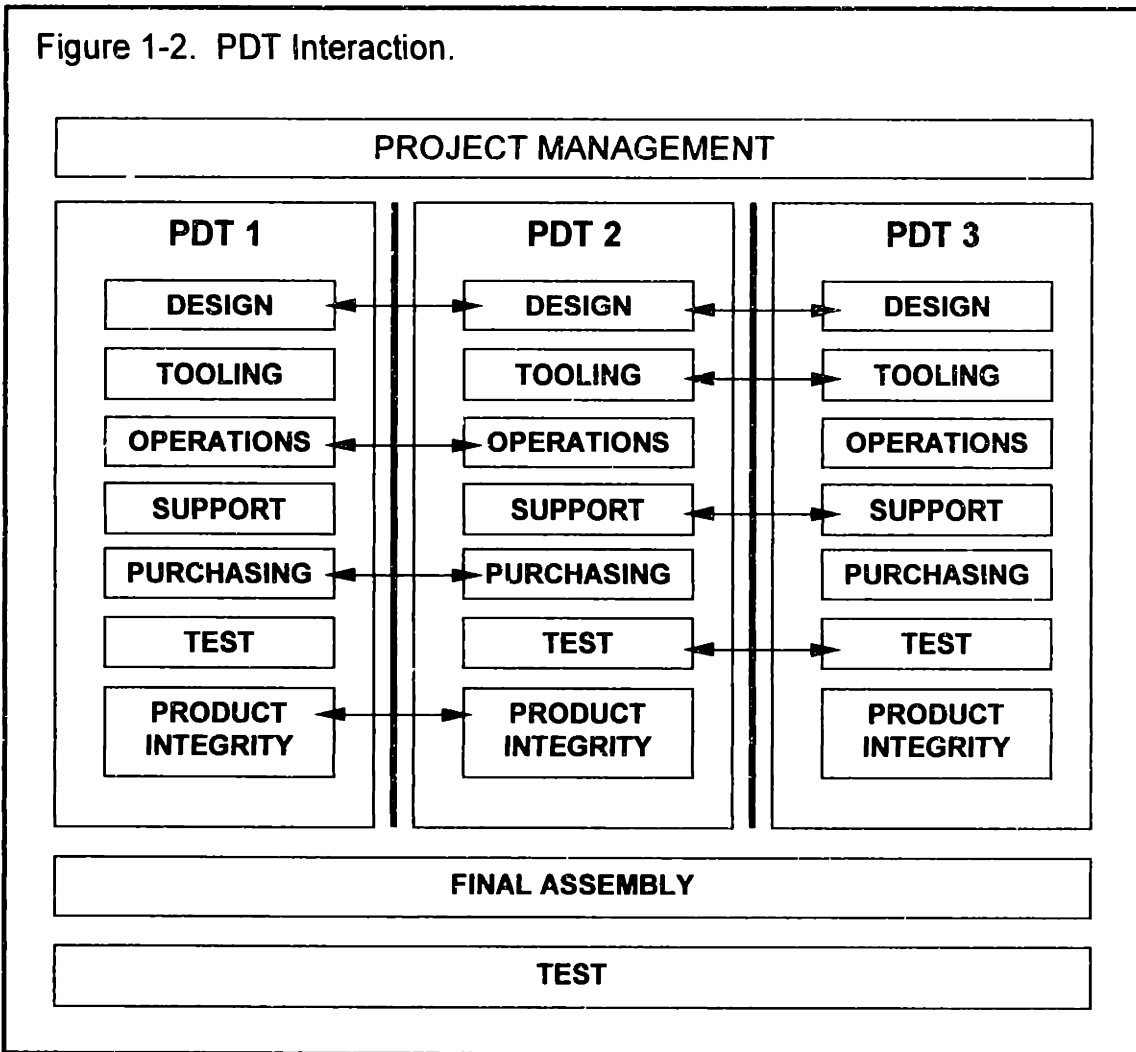 Figure 1-2. PDT Interaction.
PROJECT MANAGEMENT
PDT 1
DESIGN
TOOLING
OPERATIONS
SUPPORT
PURCHASING
TEST
PRODUCT
INTEGRITY
PDT 2
DESIGN
TOOLING
OPERATIONS
SUPPORT
PURCHASING
TEST
PRODUCT
INTEGRITY
PDT 3
DESIGN
TOOLING
OPERATIONS
SUPPORT
PURCHASING
TEST
PRODUCT
INTEGRITY
FINAL ASSEMBLY
TEST